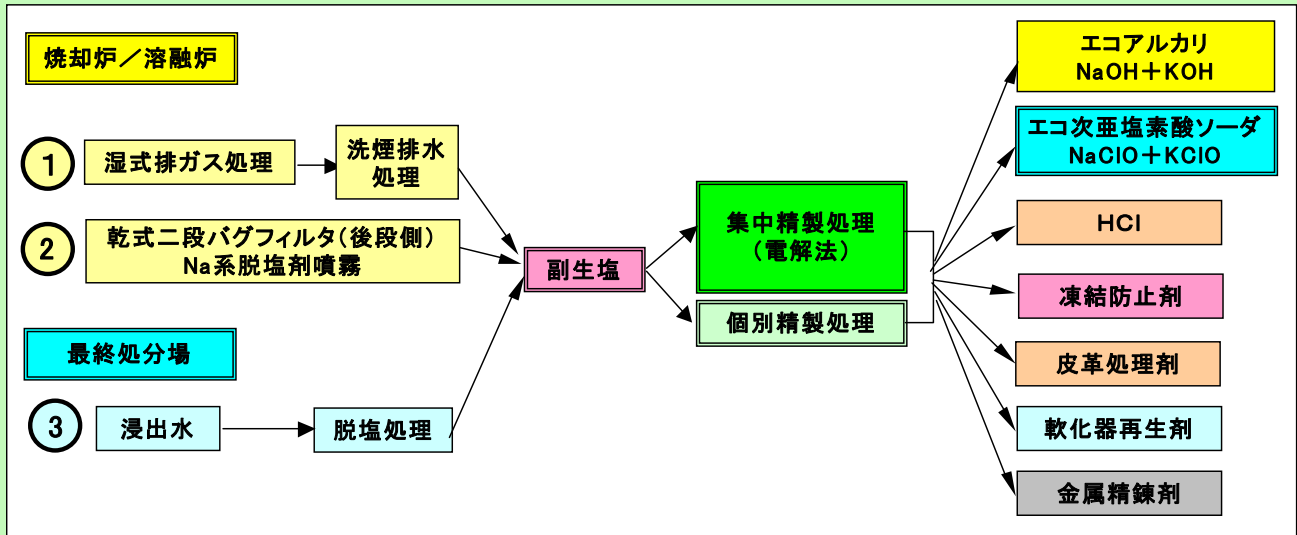 焼却炉／溶融炉
1
湿式排ガス処理
洗煙排水
処理
2
乾式二段バグフィルタ（後段側）
Na系脱塩剤噴霧
最終処分場
3
浸出水
脱塩処理
副生塩
集中精製処理
（電解法）
個別精製処理
エコアルカリ
NaOH＋KOH
エコ次亜塩素酸ソーダ
NaClO＋KClO
HCl
凍結防止剤
皮革処理剤
軟化器再生剤
金属精錬剤